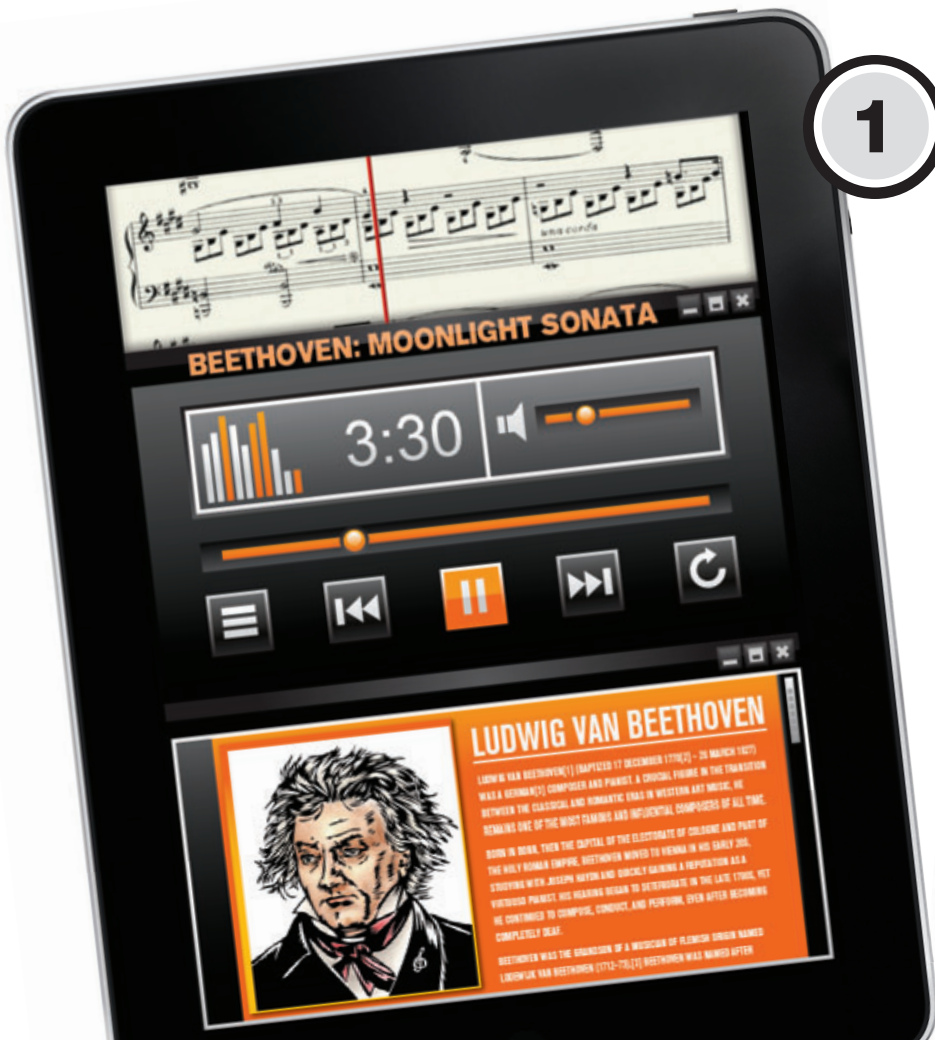 1
una corda
BEETHOVEN: MOONLIGHT SONATA
3:30
LUDWIG VAN BEETHOVEN
LUDWIG VAN BEETHOVEN[1] (BAPTIZED 17 DECEMBER 1770[2] – 26 MARCH 1827)
WAS A GERMAN[3] COMPOSER AND PIANIST. A CRUCIAL FIGURE IN THE TRANSITION
BETWEEN THE CLASSICAL AND ROMANTIC ERAS IN WESTERN ART MUSIC, HE
REMAINS ONE OF THE MOST FAMOUS AND INFLUENTIAL COMPOSERS OF ALL TIME.
BORN IN BONN, THEN THE CAPITAL OF THE ELECTORATE OF COLOGNE AND PART OF
THE HOLY ROMAN EMPIRE, BEETHOVEN MOVED TO VIENNA IN HIS EARLY 20S,
STUDYING WITH JOSEPH HAYDN AND QUICKLY GAINING A REPUTATION AS A
VIRTUOSO PIANIST. HIS HEARING BEGAN TO DETERIORATE IN THE LATE 1790S, YET
HE CONTINUED TO COMPOSE, CONDUCT, AND PERFORM, EVEN AFTER BECOMING
COMPLETELY DEAF.
BEETHOVEN WAS THE GRANDSON OF A MUSICIAN OF FLEMISH ORIGIN NAMED
LODEWIJK VAN BEETHOVEN (1712–73).[3] BEETHOVEN WAS NAMED AFTER